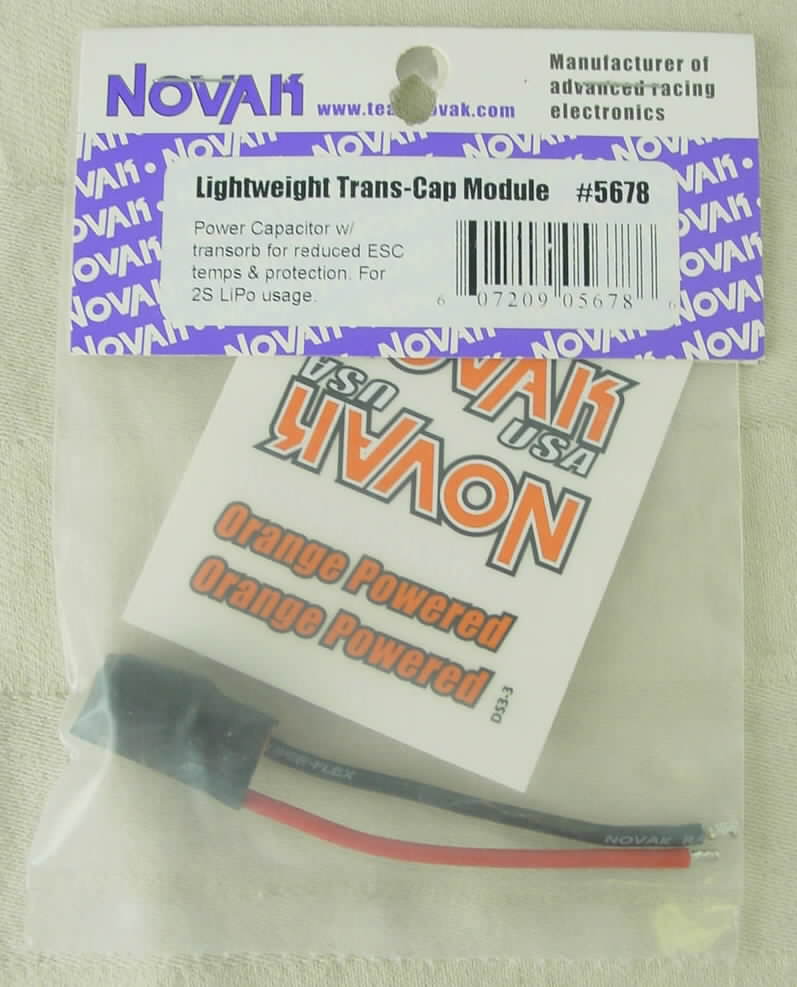 NOVAK
www.tea ovak.com
Manufacturer of
advanced racing
electronics
Lightweight Trans-Cap Module #5678
Power Capacitor w/
transorb for reduced ESC
temps & protection. For
2S LiPo usage.
6 07209 05678 6
NOVAK
USA
USA
NOVAK
Orange Powered
Orange Powered
DS3-3
NOVAK